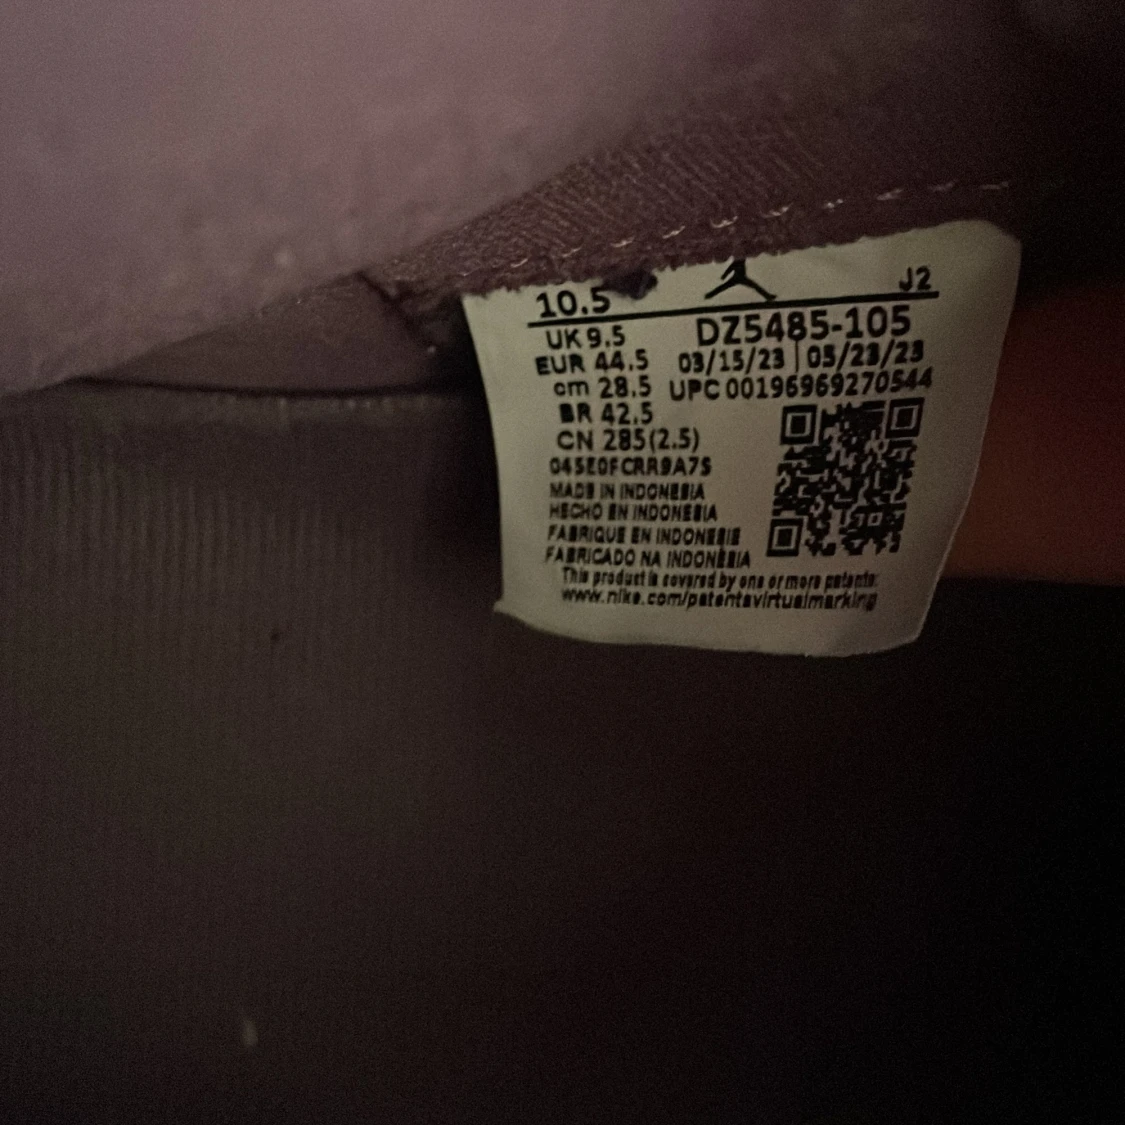 10.5 J2
UK 9.5 DZ5485-105
EUR 44.5 03/15/23 05/23/23
cm 28.5 UPC 00196969270544
BR 42.5
CN 285(2.5)
045E0FCRR9A7S
MADE IN INDONESIA
HECHO EN INDONESIA
FABRIQUE EN INDONESIE
FABRICADO NA INDONÉSIA
This product is covered by one or more patents:
www.nike.com/patentsvirtualmarking